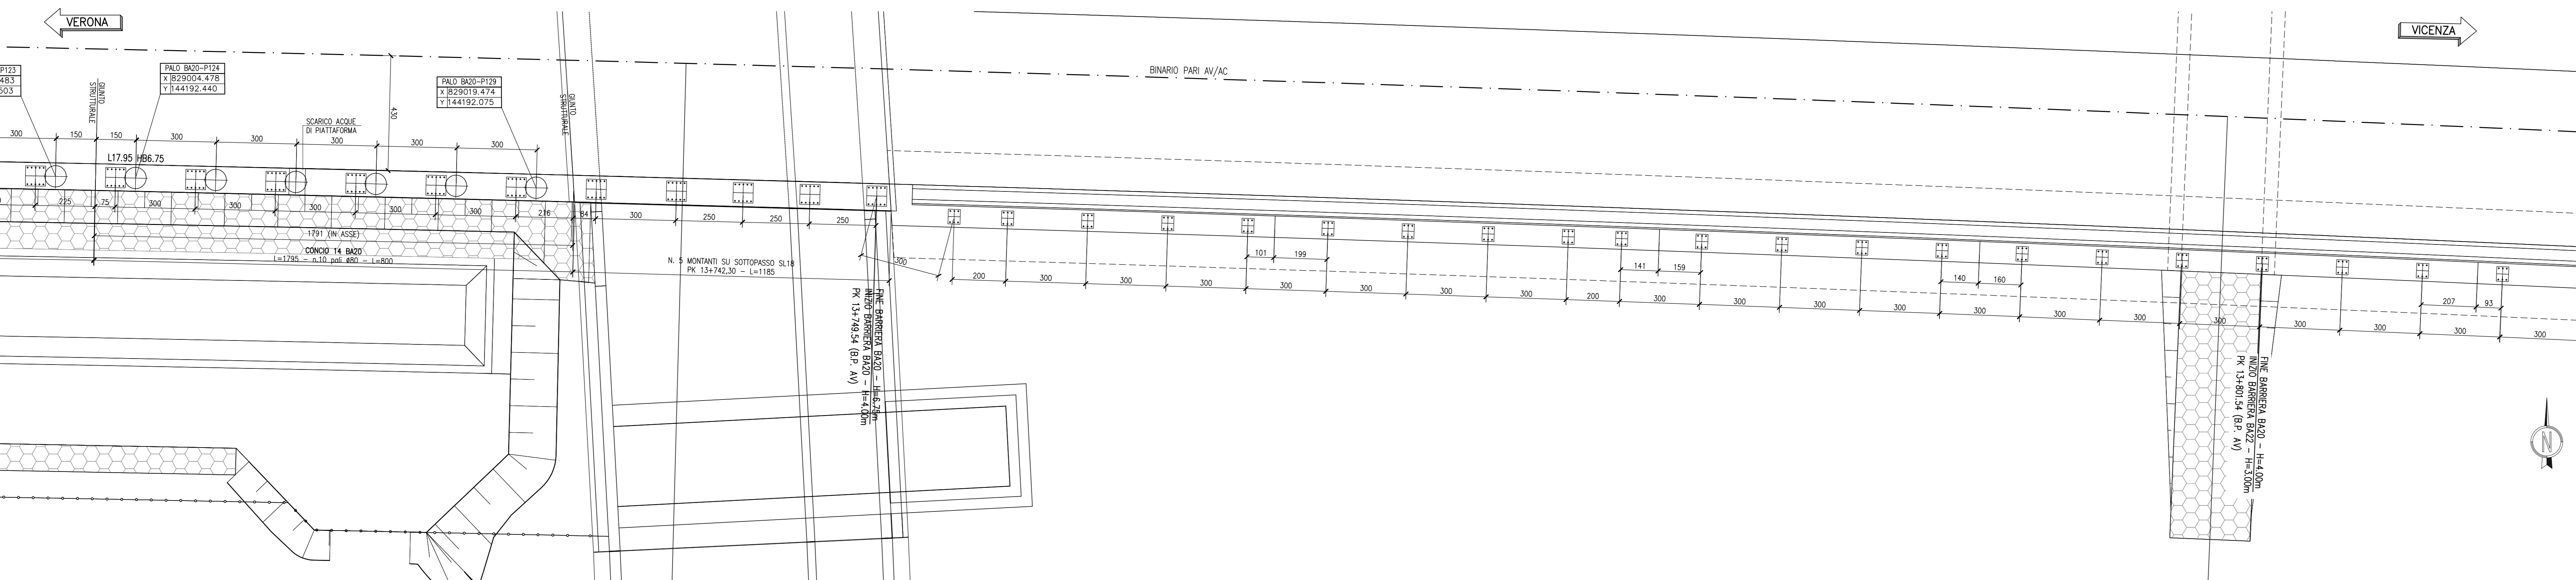 VERONA
VICENZA
BINARIO PARI AV/AC
P123
483
503
GIUNTO
STRUTTURALE
PALO BA20-P124
X 829004.478
Y 144192.440
430
PALO BA20-P129
X 829019.474
Y 144192.075
GIUNTO
STRUTTURALE
SCARICO ACQUE
DI PIATTAFORMA
300
150
150
300
300
300
300
300
L17.95 HB6.75
225
75
300
300
300
300
300
216
84
300
250
250
250
1791 (IN ASSE)
CONCIO 14 BA20
L=1795 - n.10 pali ø80 - L=800
N. 5 MONTANTI SU SOTTOPASSO SL18
PK 13+742,30 - L=1185
300
FINE BARRIERA BA20 - H=6.75m
INIZIO BARRIERA BA20 - H=4.00m
PK 13+749.54 (B.P. AV)
101
199
141
159
140
160
207
93
200
300
300
300
300
300
300
300
200
300
300
300
300
300
300
300
300
300
300
300
FINE BARRIERA BA20 - H=4.00m
INIZIO BARRIERA BA22 - H=3.00m
PK 13+801.54 (B.P. AV)
N